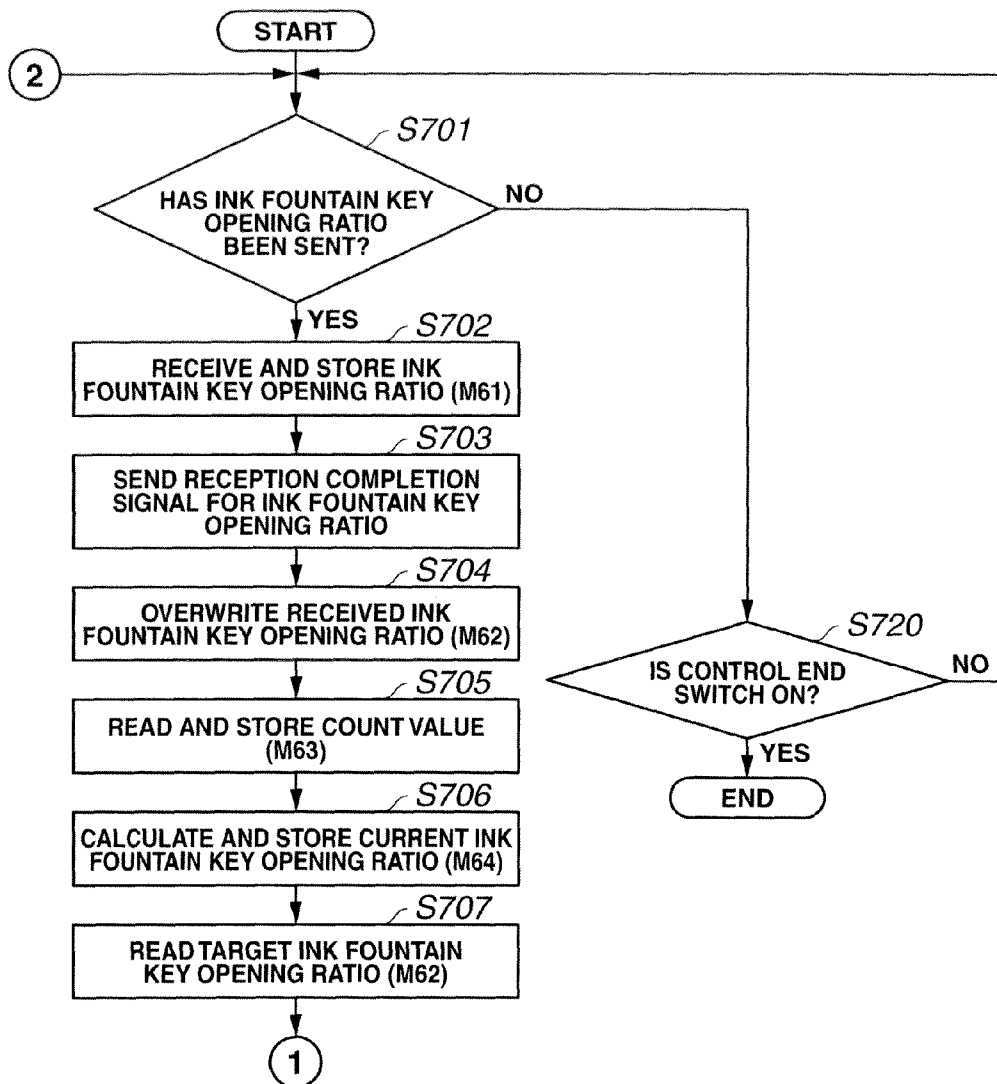 START
2
S701
HAS INK FOUNTAIN KEY
OPENING RATIO
BEEN SENT?
NO
YES
S702
RECEIVE AND STORE INK
FOUNTAIN KEY OPENING RATIO (M61)
S703
SEND RECEPTION COMPLETION
SIGNAL FOR INK FOUNTAIN KEY
OPENING RATIO
S704
OVERWRITE RECEIVED INK
FOUNTAIN KEY OPENING RATIO (M62)
S705
READ AND STORE COUNT VALUE
(M63)
S706
CALCULATE AND STORE CURRENT INK
FOUNTAIN KEY OPENING RATIO (M64)
S707
READ TARGET INK FOUNTAIN
KEY OPENING RATIO (M62)
1
S720
IS CONTROL END
SWITCH ON?
NO
YES
END